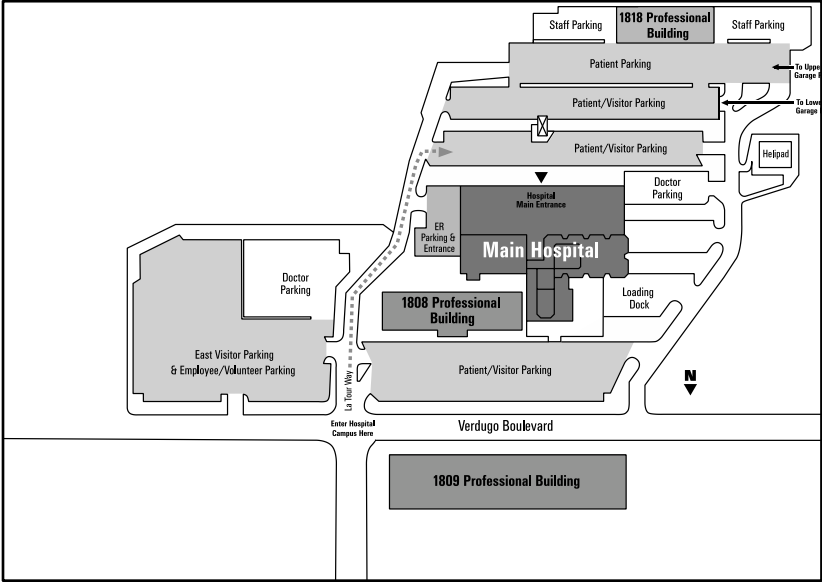 Staff Parking
1818 Professional
Building
Staff Parking
Patient Parking
To Uppe
Garage
Patient/Visitor Parking
To Low
Garage
Patient/Visitor Parking
Helipad
Doctor
Parking
Hospital
Main Entrance
ER
Parking &
Entrance
Main Hospital
Doctor
Parking
1808 Professional
Building
Loading
Dock
East Visitor Parking
& Employee/Volunteer Parking
La Tour Way
Patient/Visitor Parking
N
Enter Hospital
Campus Here
Verdugo Boulevard
1809 Professional Building